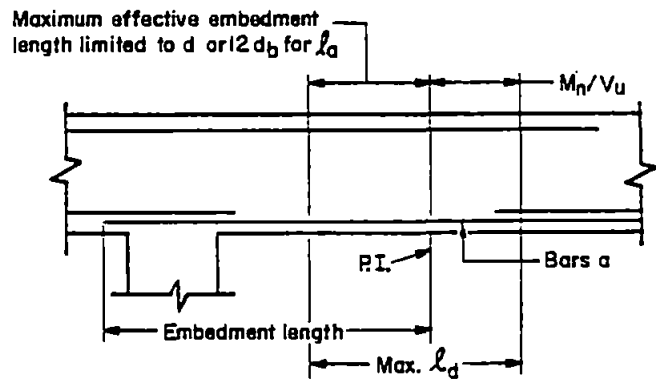 Maximum effective embedment
length limited to d or 12 d_b for ℓ_a
M_n/V_u
P.I.
Bars a
Embedment length
Max. ℓ_d